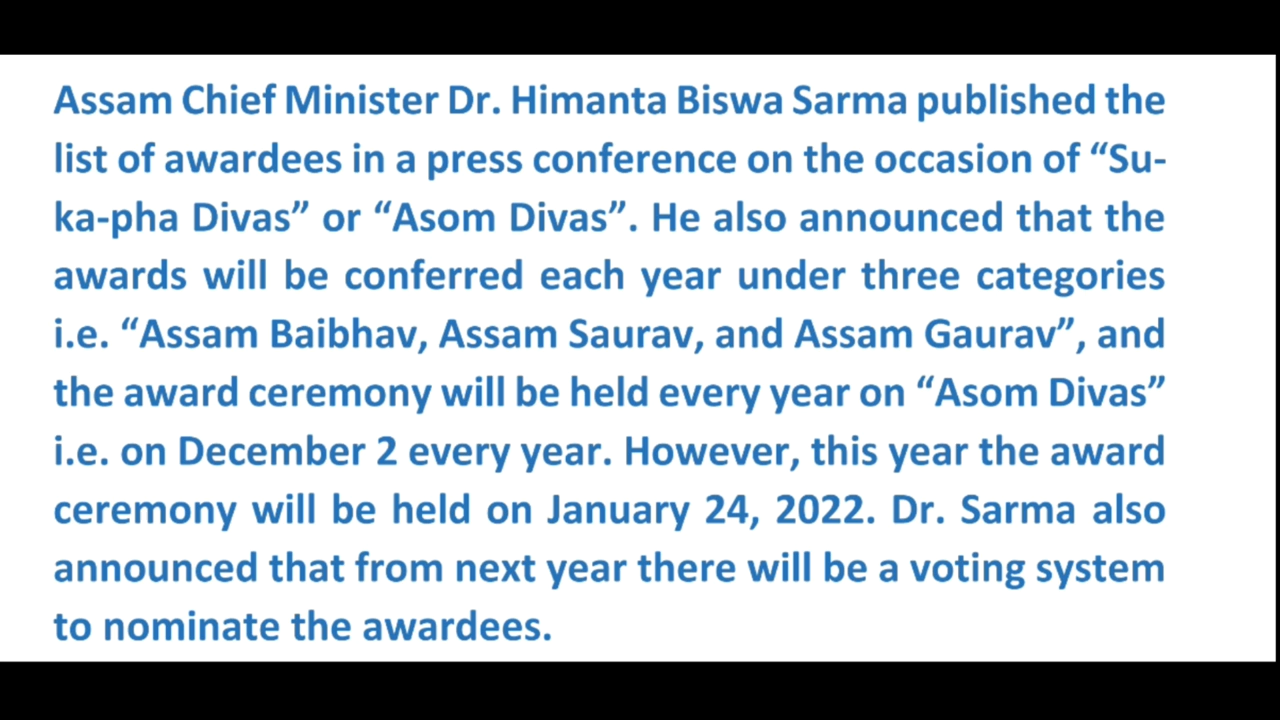 Assam Chief Minister Dr. Himanta Biswa Sarma published the
list of awardees in a press conference on the occasion of “Su-
ka-pha Divas” or “Asom Divas”. He also announced that the
awards will be conferred each year under three categories
i.e. “Assam Baibhav, Assam Saurav, and Assam Gaurav”, and
the award ceremony will be held every year on “Asom Divas”
i.e. on December 2 every year. However, this year the award
ceremony will be held on January 24, 2022. Dr. Sarma also
announced that from next year there will be a voting system
to nominate the awardees.